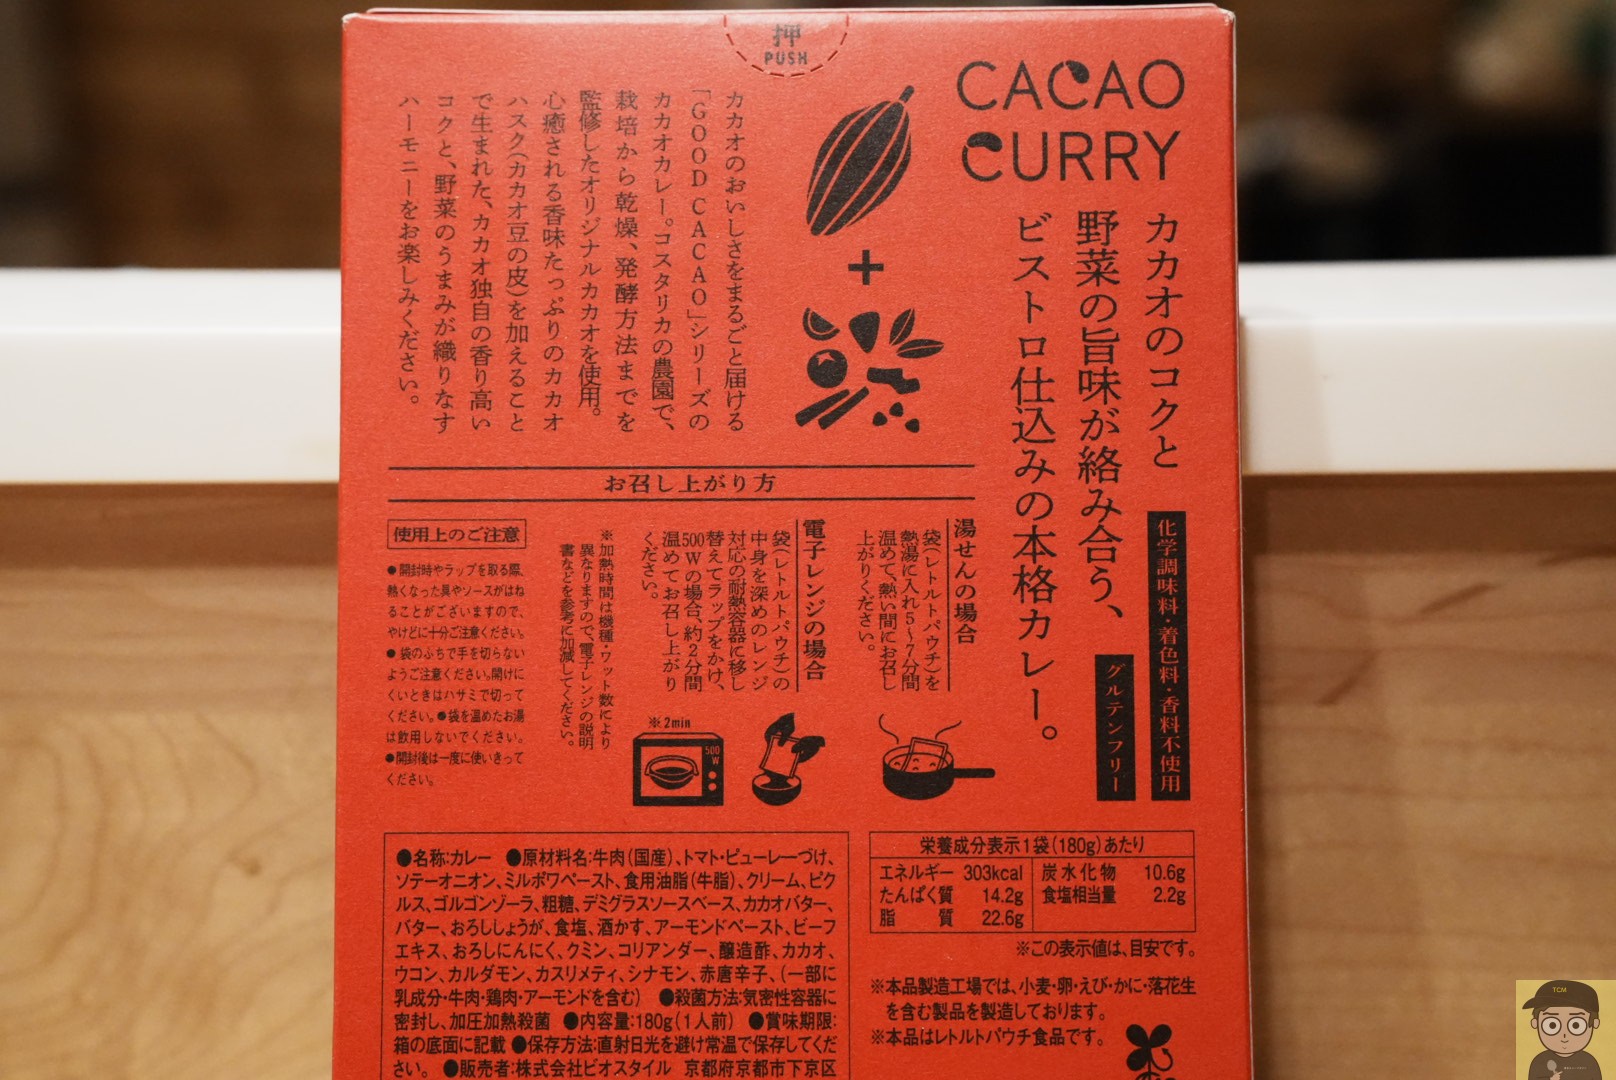 押
PUSH
CACAO
CURRY
カカオのコクと
野菜の旨味が絡み合う、
ビストロ仕込みの本格カレー。
化学調味料・着色料・香料不使用
グルテンフリー
カカオのおいしさをまるごと届ける
「GOOD CACAO」シリーズの
カカオカレー。コスタリカの農園で、
栽培から乾燥、発酵方法までを
監修したオリジナルカカオを使用。
心癒される香味たっぷりのカカオ
ハスク(カカオ豆の皮)を加えること
で生まれた、カカオ独自の香り高い
コクと、野菜のうまみが織りなす
ハーモニーをお楽しみください。
お召し上がり方
湯せんの場合
袋(レトルトパウチ)を
熱湯に入れ5〜7分間
温めて、熱い間にお召し
上がりください。
電子レンジの場合
袋(レトルトパウチ)の
中身を深めのレンジ
対応の耐熱容器に移し
替えてラップをかけ、
500Wの場合、約2分間
温めてお召し上がり
ください。
※加熱時間は機種・ワット数により
異なりますので、電子レンジの説明
書などを参考に加減してください。
※2min
500
W
使用上のご注意
●開封時やラップを取る際、
熱くなった具やソースがはね
ることがございますので、
やけどに十分ご注意ください。
●袋のふちで手を切らない
ようご注意ください。開けに
くいときはハサミで切って
ください。●袋を温めたお湯
は飲用しないでください。
●開封後は一度に使いきって
ください。
●名称:カレー ●原材料名:牛肉(国産)、トマト・ピューレーづけ、
ソテーオニオン、ミルポワペースト、食用油脂(牛脂)、クリーム、ピク
ルス、ゴルゴンゾーラ、粗糖、デミグラスソースベース、カカオバター、
バター、おろししょうが、食塩、酒かす、アーモンドペースト、ビーフ
エキス、おろしにんにく、クミン、コリアンダー、醸造酢、カカオ、
ウコン、カルダモン、カスリメティ、シナモン、赤唐辛子、(一部に
乳成分・牛肉・鶏肉・アーモンドを含む) ●殺菌方法:気密性容器に
密封し、加圧加熱殺菌 ●内容量:180g(1人前) ●賞味期限:
箱の底面に記載 ●保存方法:直射日光を避け常温で保存してくだ
さい。 ●販売者:株式会社ビオスタイル 京都府京都市下京区
栄養成分表示1袋(180g)あたり
エネルギー 303kcal 炭水化物 10.6g
たんぱく質 14.2g 食塩相当量 2.2g
脂質 22.6g
※この表示値は、目安です。
※本品製造工場では、小麦・卵・えび・かに・落花生
を含む製品を製造しております。
※本品はレトルトパウチ食品です。
TCM